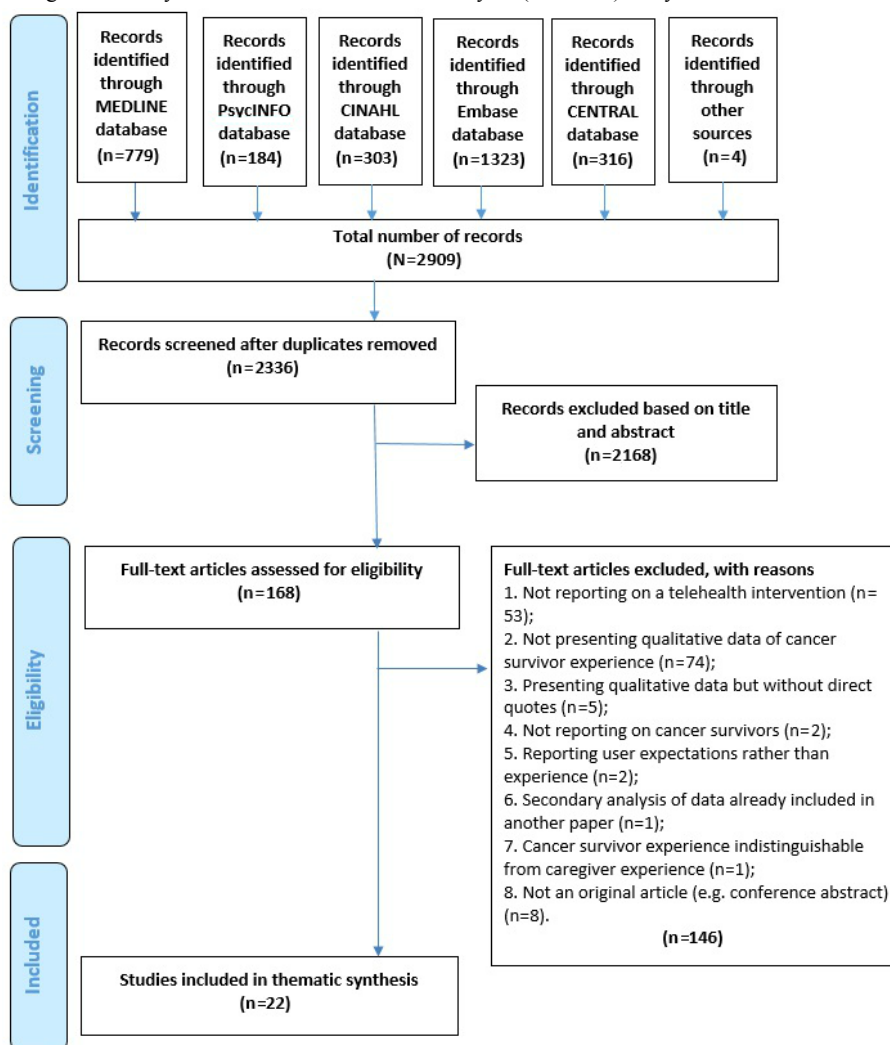 Identification
Records
identified
through
MEDLINE
database
(n=779)
Records
identified
through
PsycINFO
database
(n=184)
Records
identified
through
CINAHL
database
(n=303)
Records
identified
through
Embase
database
(n=1323)
Records
identified
through
CENTRAL
database
(n=316)
Records
identified
through
other
sources
(n=4)
Total number of records
(N=2909)
Screening
Records screened after duplicates removed
(n=2336)
Records excluded based on title
and abstract
(n=2168)
Eligibility
Full-text articles assessed for eligibility
(n=168)
Full-text articles excluded, with reasons
1. Not reporting on a telehealth intervention (n=
53);
2. Not presenting qualitative data of cancer
survivor experience (n=74);
3. Presenting qualitative data but without direct
quotes (n=5);
4. Not reporting on cancer survivors (n=2);
5. Reporting user expectations rather than
experience (n=2);
6. Secondary analysis of data already included in
another paper (n=1);
7. Cancer survivor experience indistinguishable
from caregiver experience (n=1);
8. Not an original article (e.g. conference abstract)
(n=8).
(n=146)
Included
Studies included in thematic synthesis
(n=22)